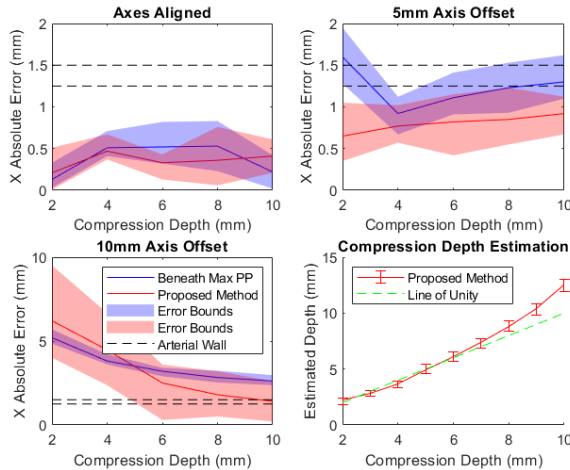 Axes Aligned
X Absolute Error (mm)
0
0.5
1
1.5
2
2
4
6
8
10
Compression Depth (mm)
5mm Axis Offset
X Absolute Error (mm)
0
0.5
1
1.5
2
2
4
6
8
10
Compression Depth (mm)
10mm Axis Offset
X Absolute Error (mm)
0
5
10
2
4
6
8
10
Compression Depth (mm)
Beneath Max PP
Proposed Method
Error Bounds
Error Bounds
Arterial Wall
Compression Depth Estimation
Estimated Depth (mm)
0
5
10
15
2
4
6
8
10
Compression Depth (mm)
Proposed Method
Line of Unity